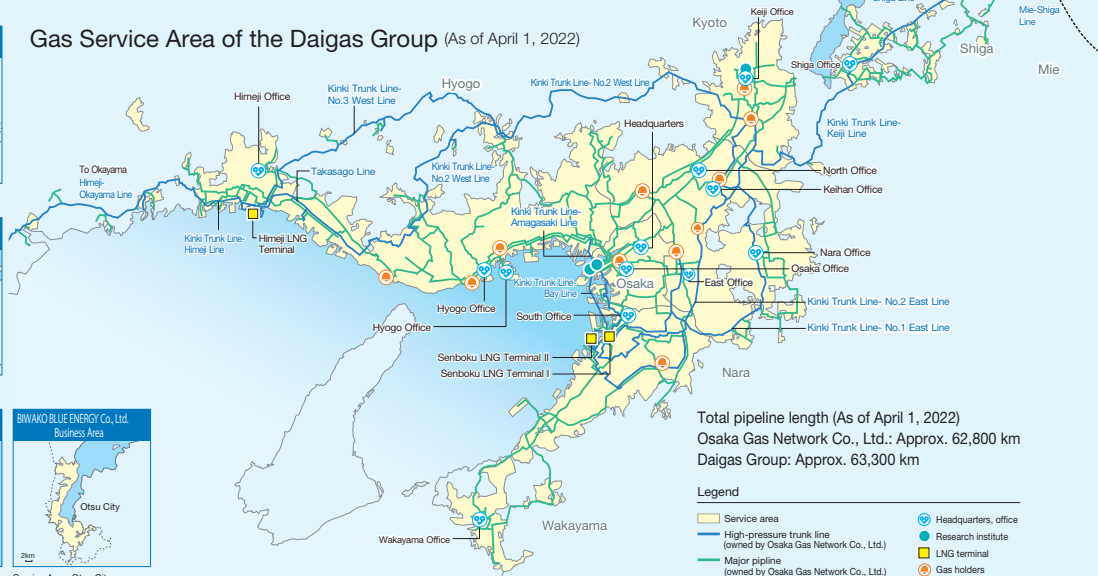 Gas Service Area of the Daigas Group (As of April 1, 2022)
Kyoto
Keiji Office
Mie-Shiga
Line
Shiga
Shiga Office
Mie
Hyogo
Kinki Trunk Line- No.2 West Line
Kinki Trunk Line-
No.3 West Line
Himeji Office
Headquarters
Kinki Trunk Line-
Keiji Line
To Okayama
Himeji-
Okayama Line
Takasago Line
Kinki Trunk Line-
No.2 West Line
North Office
Keihan Office
Kinki Trunk Line-
Amagasaki Line
Kinki Trunk Line-
Himeji Line
Himeji LNG
Terminal
Nara Office
Osaka Office
Osaka
East Office
Kinki Trunk Line-
Bay Line
Hyogo Office
Hyogo Office
South Office
Kinki Trunk Line- No.2 East Line
Kinki Trunk Line- No.1 East Line
Senboku LNG Terminal II
Senboku LNG Terminal I
Nara
BIWAKO BLUE ENERGY Co., Ltd.
Business Area
Otsu City
2km
Wakayama
Wakayama Office
Total pipeline length (As of April 1, 2022)
Osaka Gas Network Co., Ltd.: Approx. 62,800 km
Daigas Group: Approx. 63,300 km
Legend
Service area
High-pressure trunk line
(owned by Osaka Gas Network Co., Ltd.)
Major pipline
(owned by Osaka Gas Network Co., Ltd.)
Headquarters, office
Research institute
LNG terminal
Gas holders